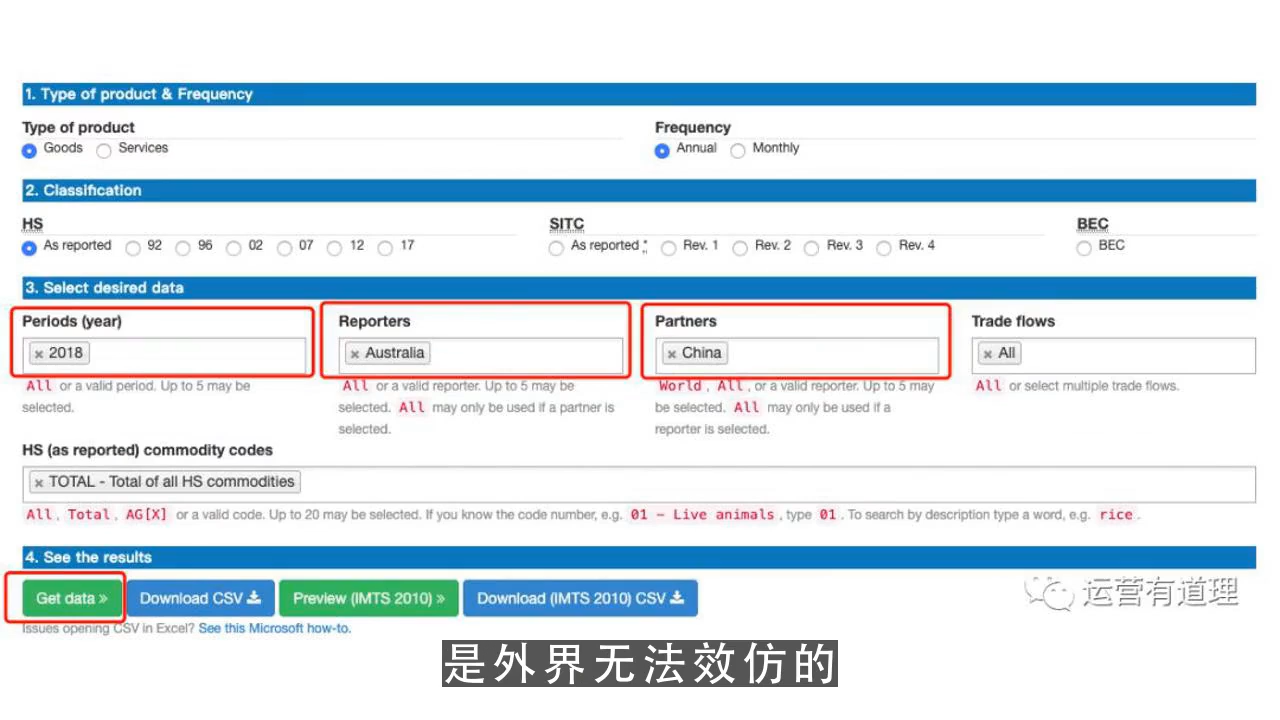 1. Type of product & Frequency
Type of product
Frequency
Goods Services
Annual Monthly
2. Classification
HS
SITC
BEC
As reported 92 96 02 07 12 17
As reported Rev. 1 Rev. 2 Rev. 3 Rev. 4
BEC
3. Select desired data
Periods (year)
× 2018
All or a valid period. Up to 5 may be
selected.
Reporters
× Australia
All or a valid reporter. Up to 5 may be
selected. All may only be used if a partner is
selected.
Partners
× China
World, All, or a valid reporter. Up to 5 may
be selected. All may only be used if a
reporter is selected.
Trade flows
× All
All or select multiple trade flows.
HS (as reported) commodity codes
× TOTAL - Total of all HS commodities
All, Total, AG[X] or a valid code. Up to 20 may be selected. If you know the code number, e.g. 01 - Live animals, type 01. To search by description type a word, e.g. rice.
4. See the results
Get data » Download CSV Preview (IMTS 2010) » Download (IMTS 2010) CSV
Issues opening CSV in Excel? See this Microsoft how-to.
运营有道理
是外界无法效仿的